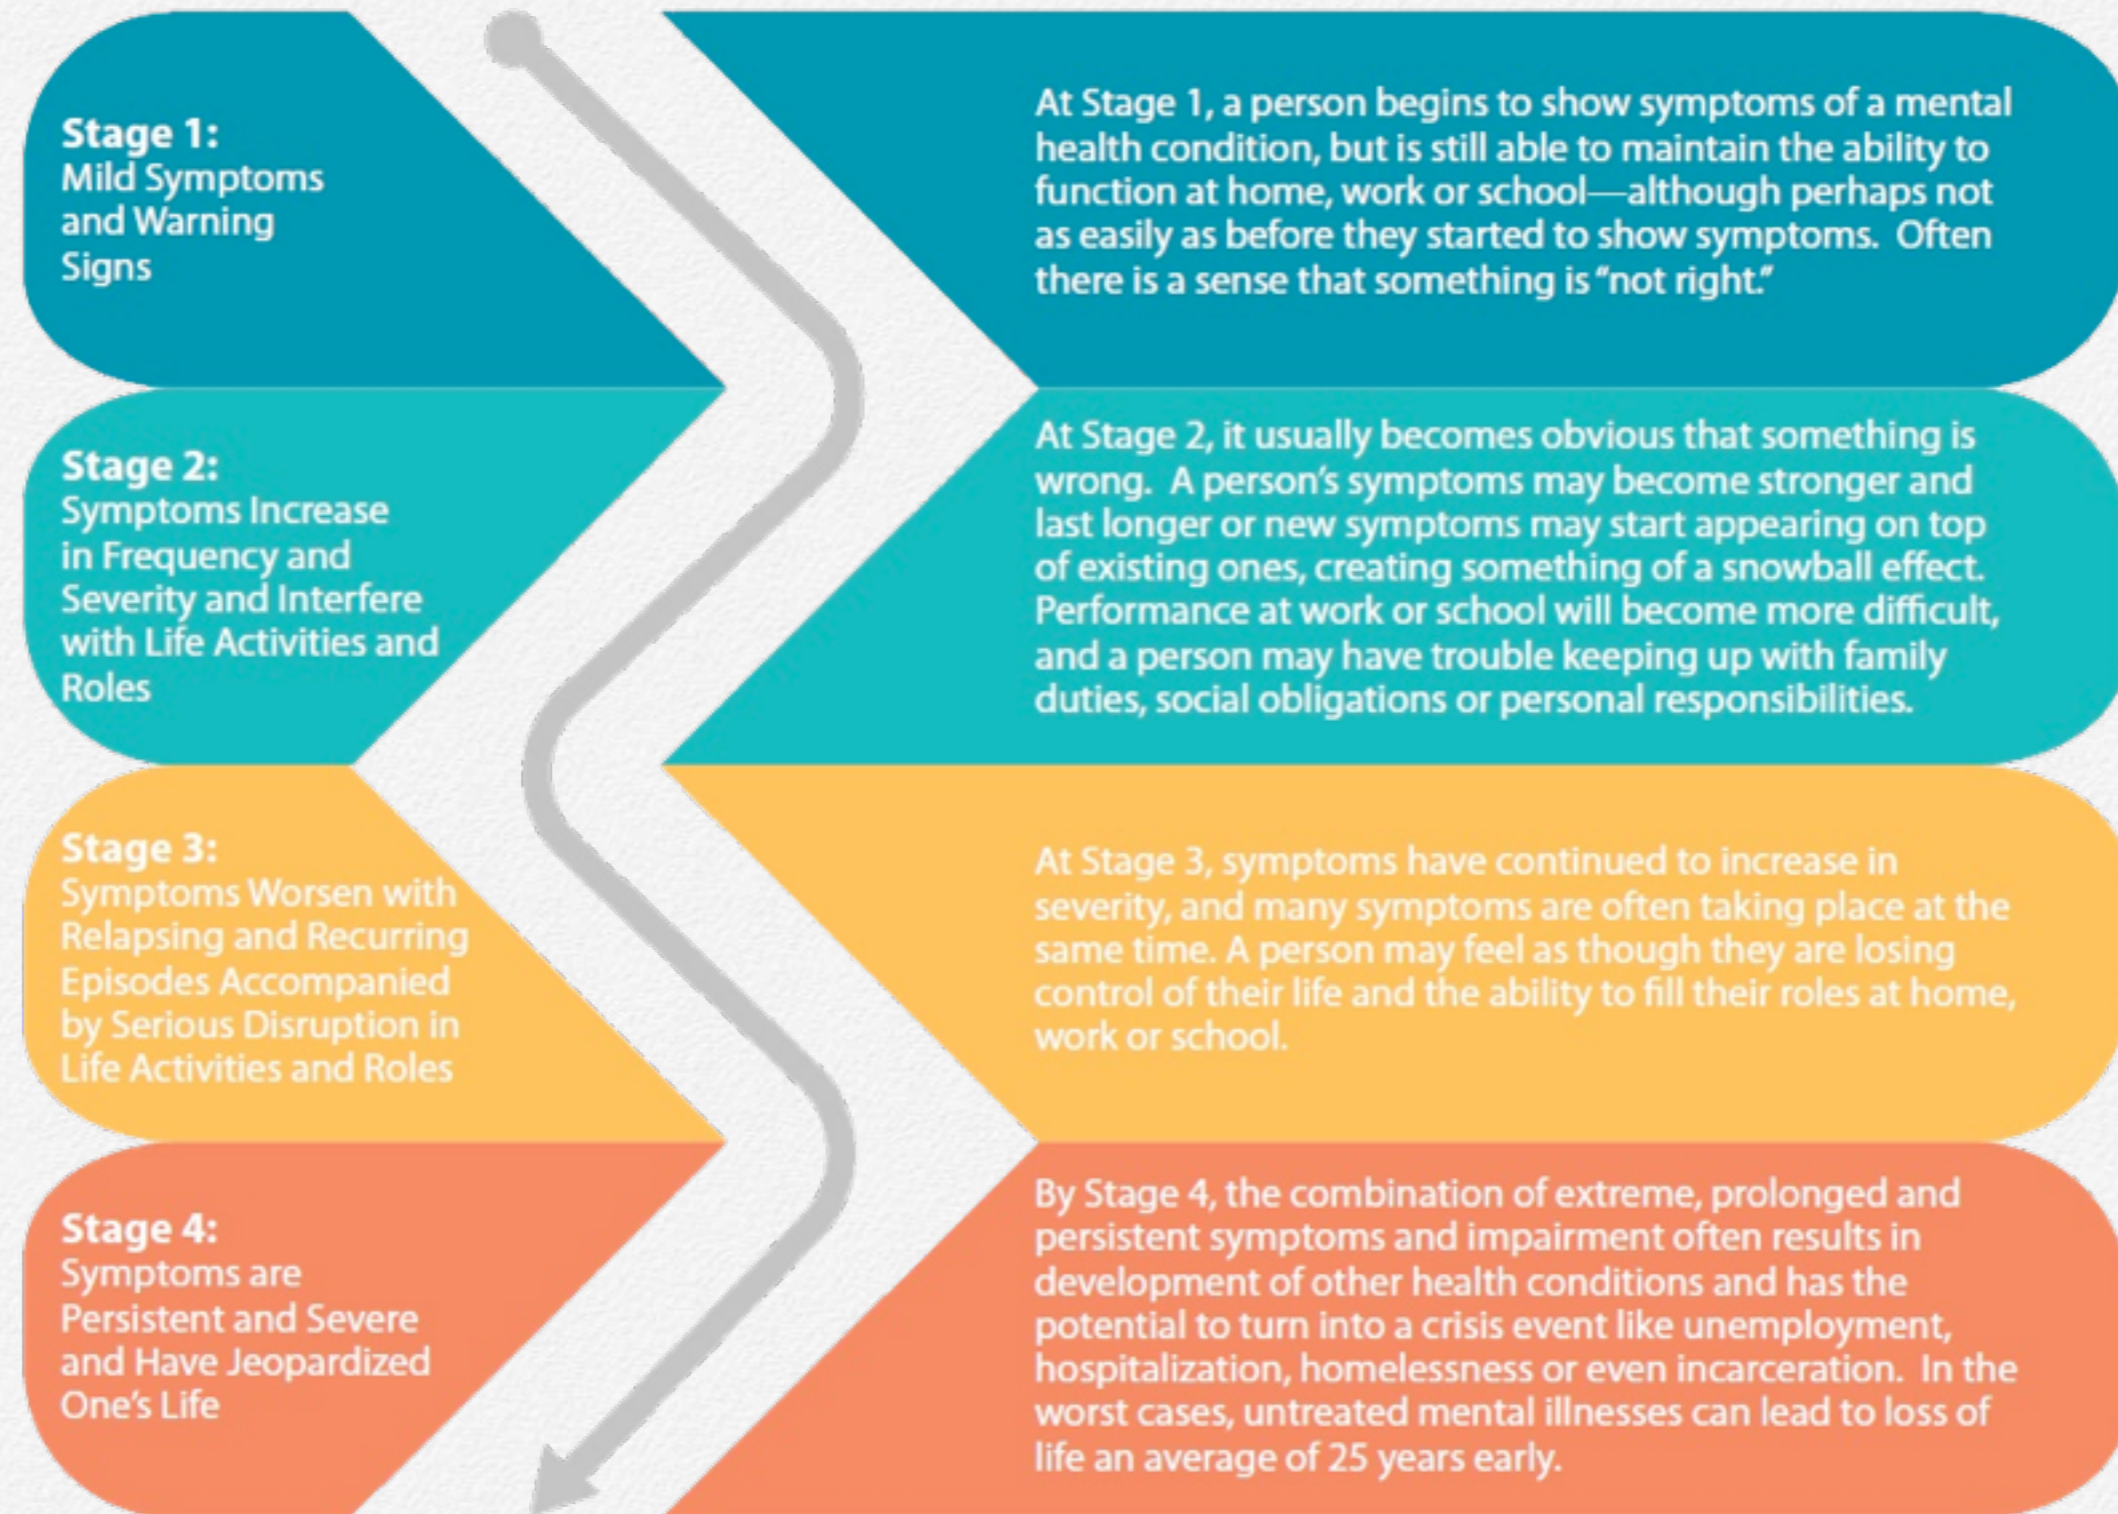 Stage 1:
Mild Symptoms
and Warning
Signs
At Stage 1, a person begins to show symptoms of a mental
health condition, but is still able to maintain the ability to
function at home, work or school—although perhaps not
as easily as before they started to show symptoms.  Often
there is a sense that something is “not right.”
Stage 2:
Symptoms Increase
in Frequency and
Severity and Interfere
with Life Activities and
Roles
At Stage 2, it usually becomes obvious that something is
wrong.  A person’s symptoms may become stronger and
last longer or new symptoms may start appearing on top
of existing ones, creating something of a snowball effect.
Performance at work or school will become more difficult,
and a person may have trouble keeping up with family
duties, social obligations or personal responsibilities.
Stage 3:
Symptoms Worsen with
Relapsing and Recurring
Episodes Accompanied
by Serious Disruption in
Life Activities and Roles
At Stage 3, symptoms have continued to increase in
severity, and many symptoms are often taking place at the
same time. A person may feel as though they are losing
control of their life and the ability to fill their roles at home,
work or school.
Stage 4:
Symptoms are
Persistent and Severe
and Have Jeopardized
One’s Life
By Stage 4, the combination of extreme, prolonged and
persistent symptoms and impairment often results in
development of other health conditions and has the
potential to turn into a crisis event like unemployment,
hospitalization, homelessness or even incarceration.  In the
worst cases, untreated mental illnesses can lead to loss of
life an average of 25 years early.